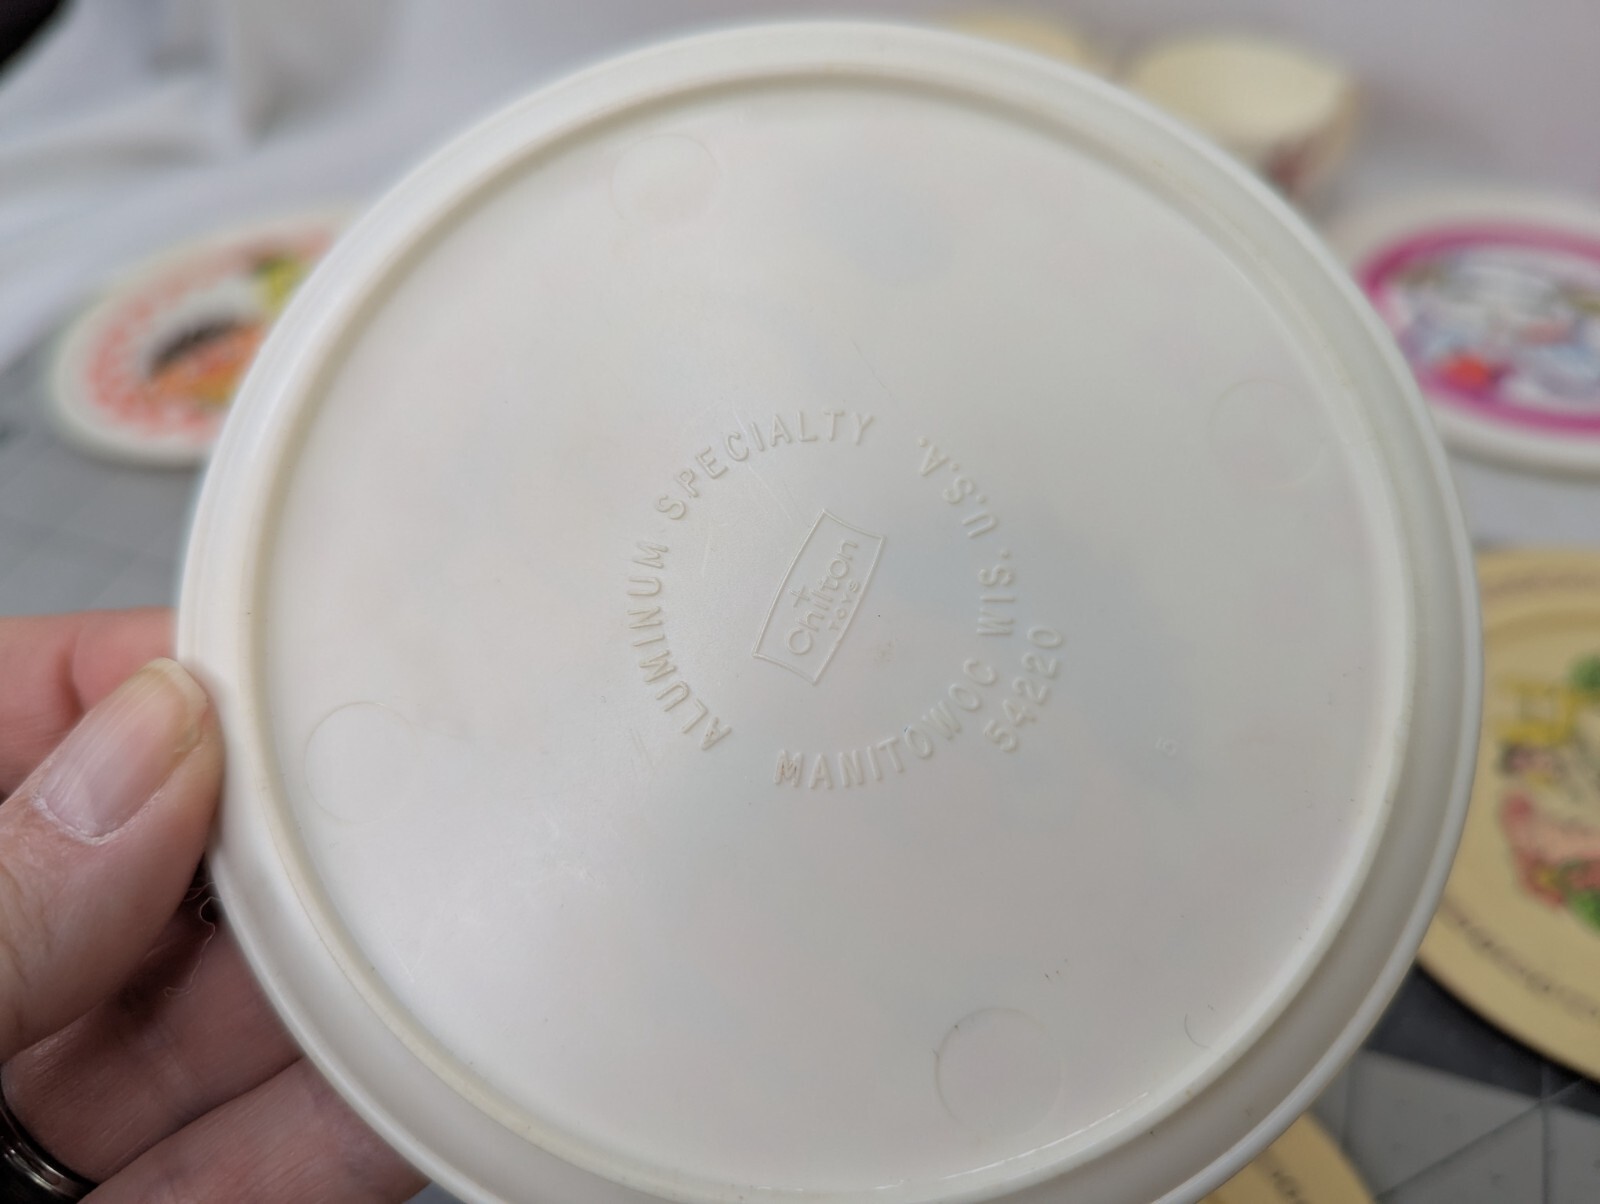 ALUMINUM SPECIALTY
Chilton
TOYS
MANITOWOC WIS. U.S.A.
54220